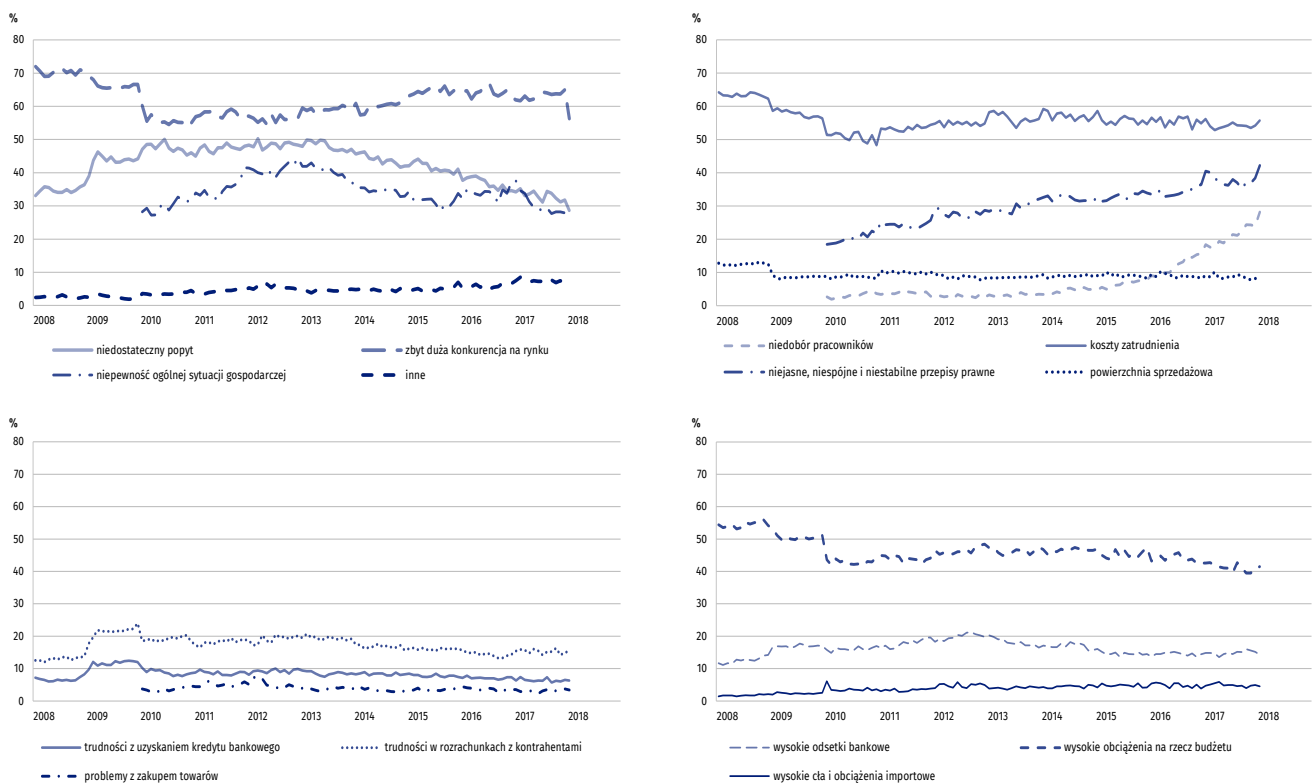 %
80
70
60
50
40
30
20
10
0
2008 2009 2010 2011 2012 2013 2014 2015 2016 2017 2018
niedostateczny popyt
zbyt duża konkurencja na rynku
niepewność ogólnej sytuacji gospodarczej
inne
%
80
70
60
50
40
30
20
10
0
2008 2009 2010 2011 2012 2013 2014 2015 2016 2017 2018
niedobór pracowników
koszty zatrudnienia
niejasne, niespójne i niestabilne przepisy prawne
powierzchnia sprzedażowa
%
80
70
60
50
40
30
20
10
0
2008 2009 2010 2011 2012 2013 2014 2015 2016 2017 2018
trudności z uzyskaniem kredytu bankowego
trudności w rozrachunkach z kontrahentami
problemy z zakupem towarów
%
80
70
60
50
40
30
20
10
0
2008 2009 2010 2011 2012 2013 2014 2015 2016 2017 2018
wysokie odsetki bankowe
wysokie obciążenia na rzecz budżetu
wysokie cła i obciążenia importowe